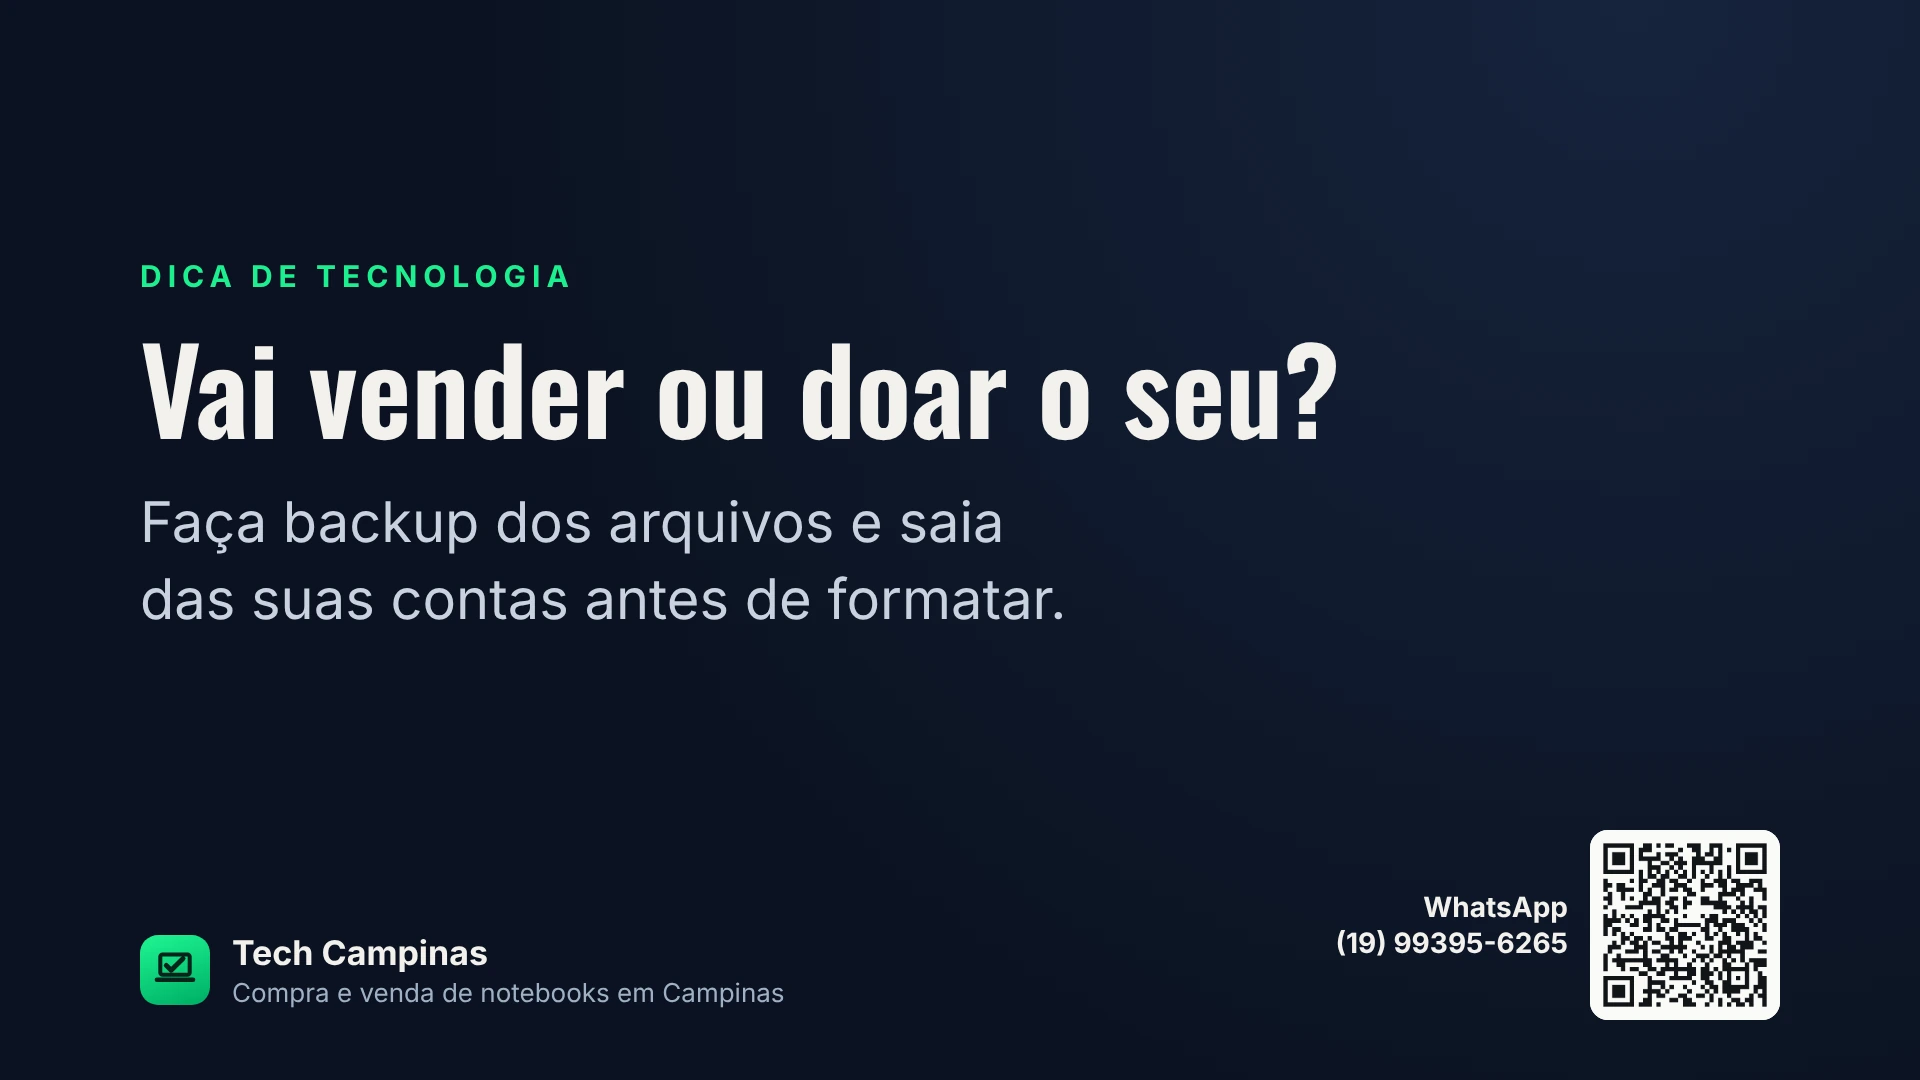 DICA DE TECNOLOGIA
Vai vender ou doar o seu?
Faça backup dos arquivos e saia
das suas contas antes de formatar.
WhatsApp
(19) 99395-6265
Tech Campinas
Compra e venda de notebooks em Campinas